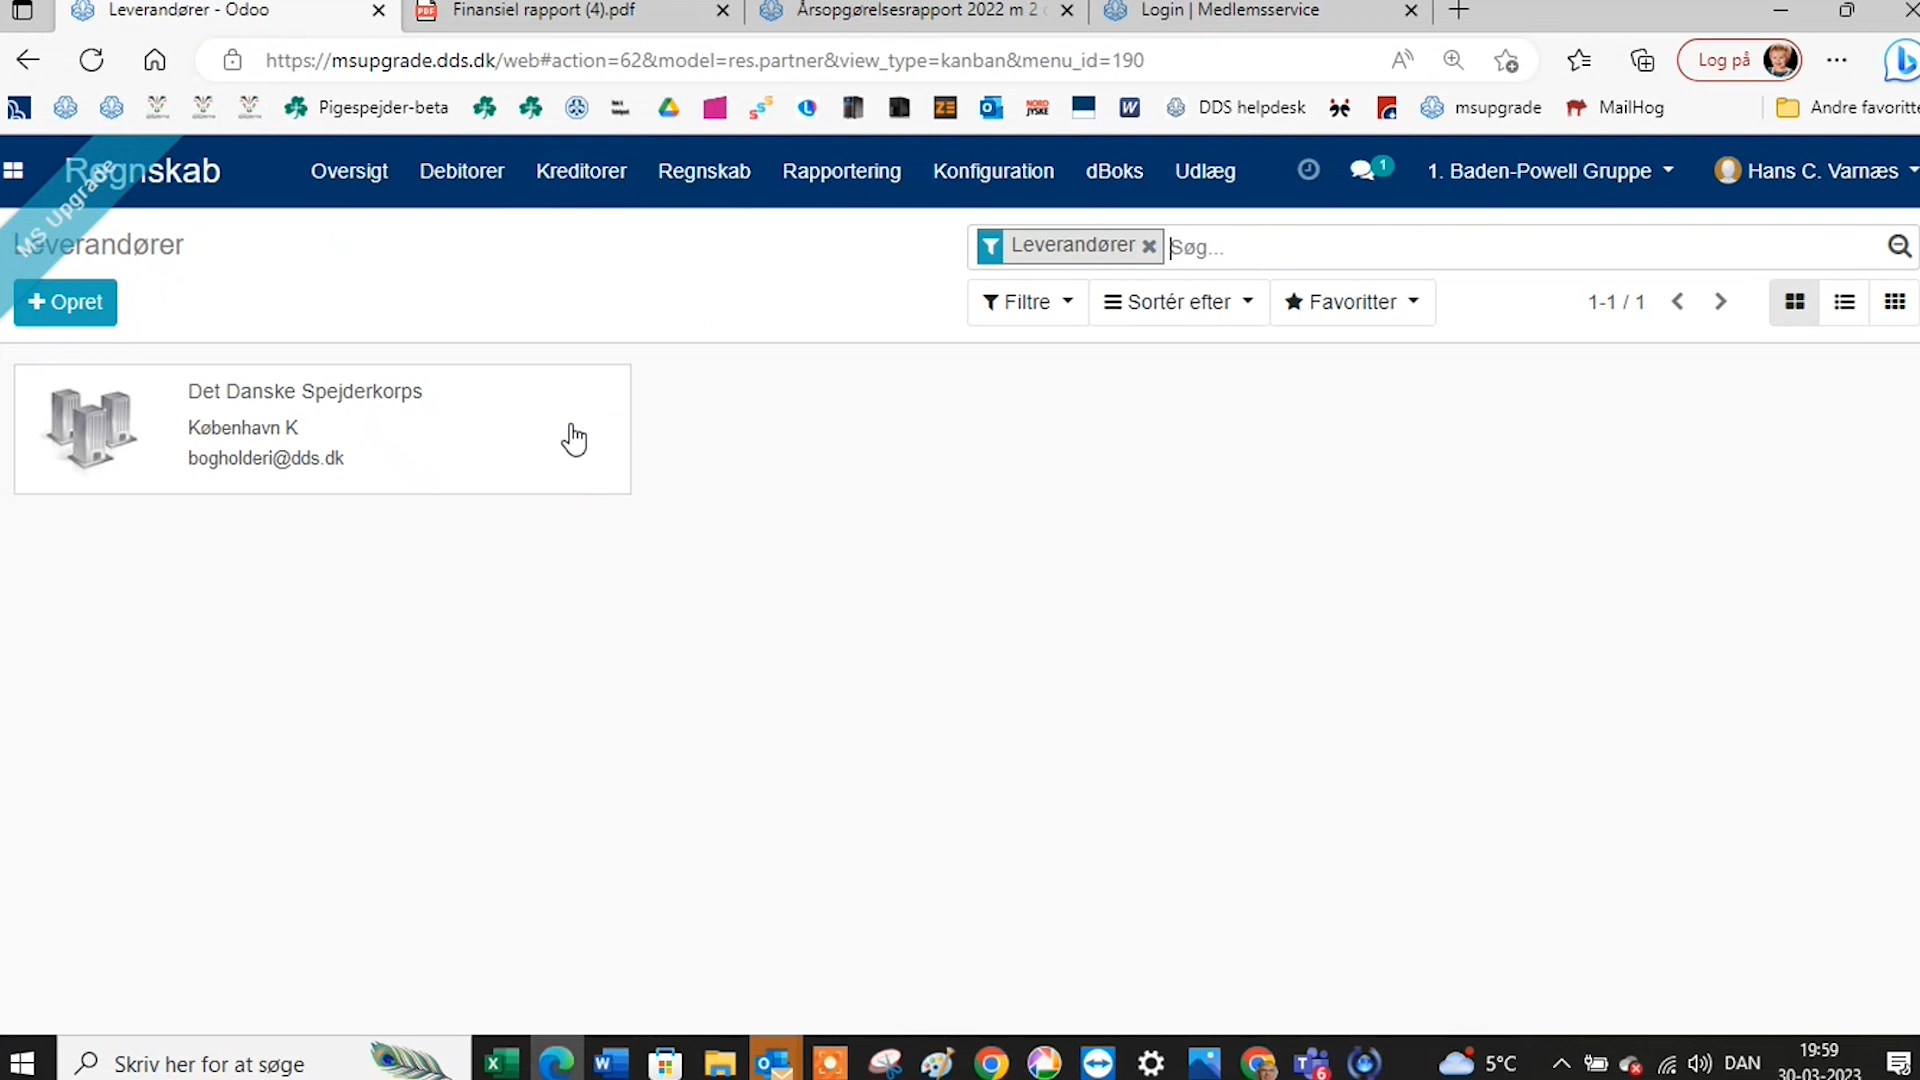 Leverandører - Odoo
Finansiel rapport (4).pdf
Årsopgørelsesrapport 2022 m 2
Login | Medlemsservice
https://msupgrade.dds.dk/web#action=62&model=res.partner&view_type=kanban&menu_id=190
Log på
Pigespejder-beta
DDS helpdesk
msupgrade
MailHog
Andre favoritte
MS Upgrade
Regnskab
Oversigt
Debitorer
Kreditorer
Regnskab
Rapportering
Konfiguration
dBoks
Udlæg
1
1. Baden-Powell Gruppe
Hans C. Varnæs
Leverandører
Leverandører
Søg...
Opret
Filtre
Sortér efter
Favoritter
1-1 / 1
Det Danske Spejderkorps
København K
bogholderi@dds.dk
Skriv her for at søge
6
5°C
DAN
19:59
30-03-2023